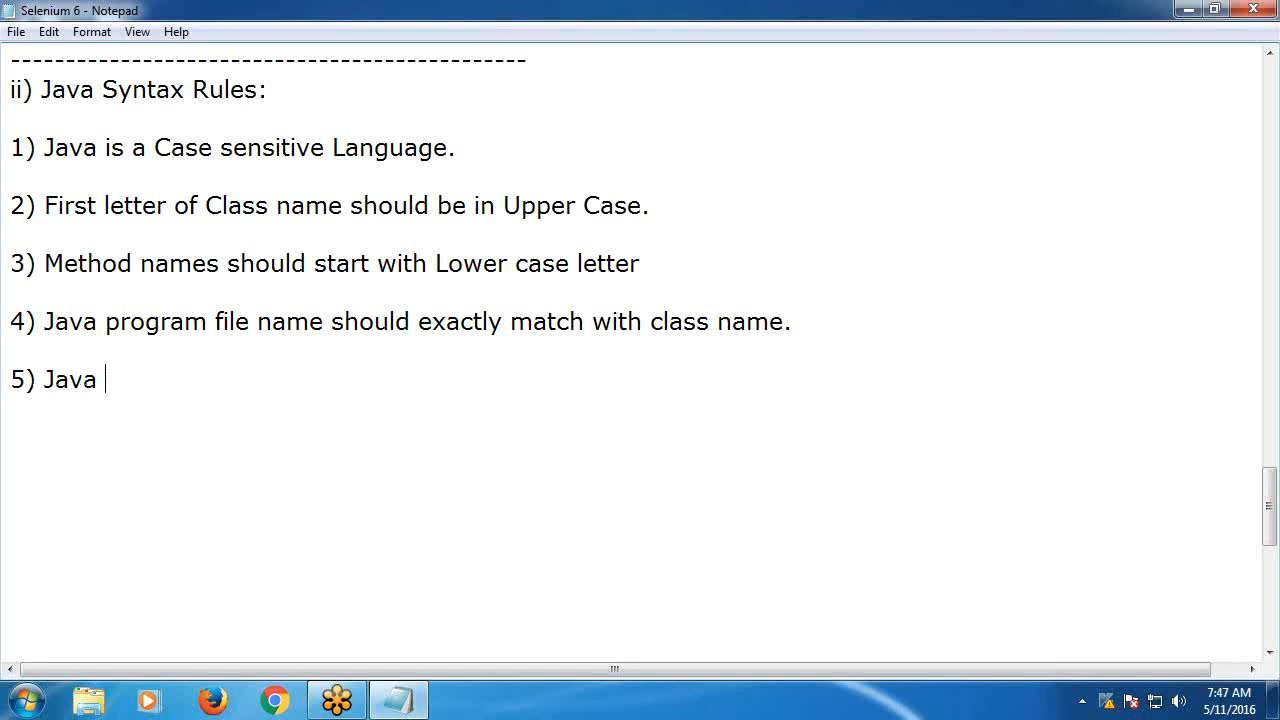 Selenium 6 - Notepad
File Edit Format View Help
-----------------------------------------------
ii) Java Syntax Rules:
1) Java is a Case sensitive Language.
2) First letter of Class name should be in Upper Case.
3) Method names should start with Lower case letter
4) Java program file name should exactly match with class name.
5) Java
7:47 AM
5/11/2016